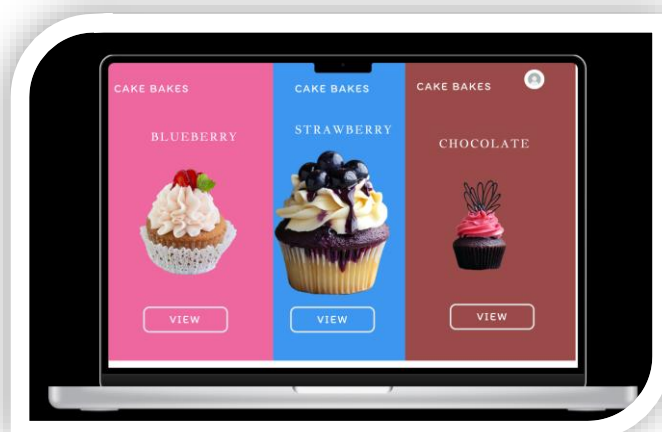 CAKE BAKES
BLUEBERRY
VIEW
CAKE BAKES
STRAWBERRY
VIEW
CAKE BAKES
CHOCOLATE
VIEW